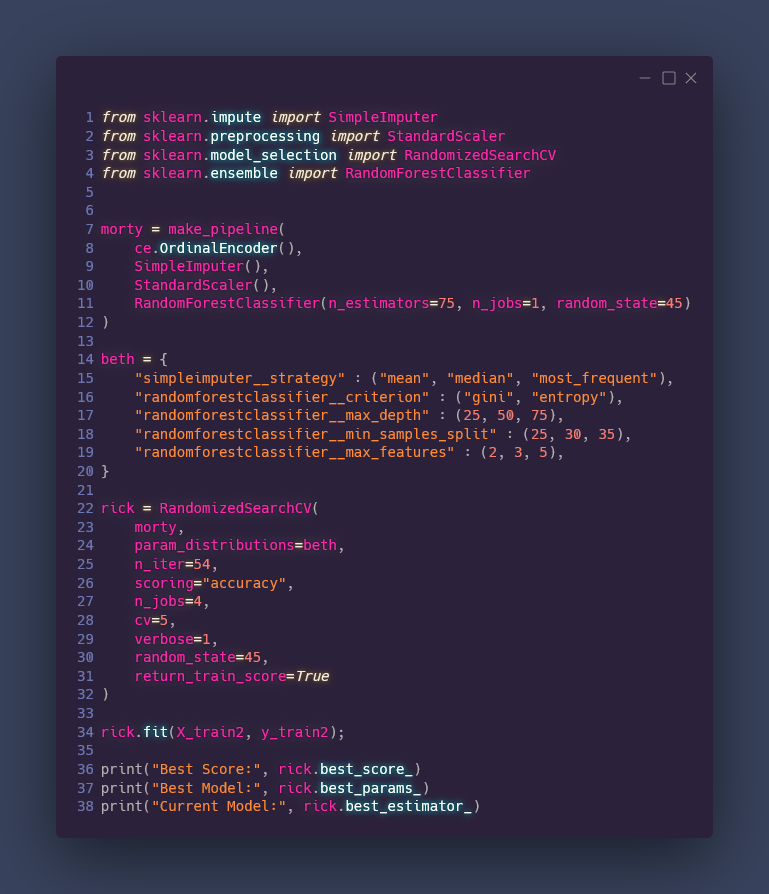 1 from sklearn.impute import SimpleImputer
2 from sklearn.preprocessing import StandardScaler
3 from sklearn.model_selection import RandomizedSearchCV
4 from sklearn.ensemble import RandomForestClassifier
5
6
7 morty = make_pipeline(
8     ce.OrdinalEncoder(),
9     SimpleImputer(),
10     StandardScaler(),
11     RandomForestClassifier(n_estimators=75, n_jobs=1, random_state=45)
12 )
13
14 beth = {
15     "simpleimputer__strategy" : ("mean", "median", "most_frequent"),
16     "randomforestclassifier__criterion" : ("gini", "entropy"),
17     "randomforestclassifier__max_depth" : (25, 50, 75),
18     "randomforestclassifier__min_samples_split" : (25, 30, 35),
19     "randomforestclassifier__max_features" : (2, 3, 5),
20 }
21
22 rick = RandomizedSearchCV(
23     morty,
24     param_distributions=beth,
25     n_iter=54,
26     scoring="accuracy",
27     n_jobs=4,
28     cv=5,
29     verbose=1,
30     random_state=45,
31     return_train_score=True
32 )
33
34 rick.fit(X_train2, y_train2);
35
36 print("Best Score:", rick.best_score_)
37 print("Best Model:", rick.best_params_)
38 print("Current Model:", rick.best_estimator_)